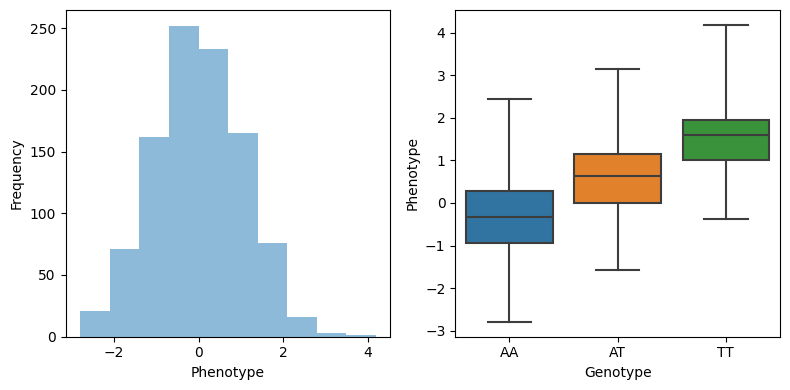 250
200
150
100
50
0
Frequency
−2
0
2
4
Phenotype
4
3
2
1
0
−1
−2
−3
Phenotype
AA
AT
TT
Genotype